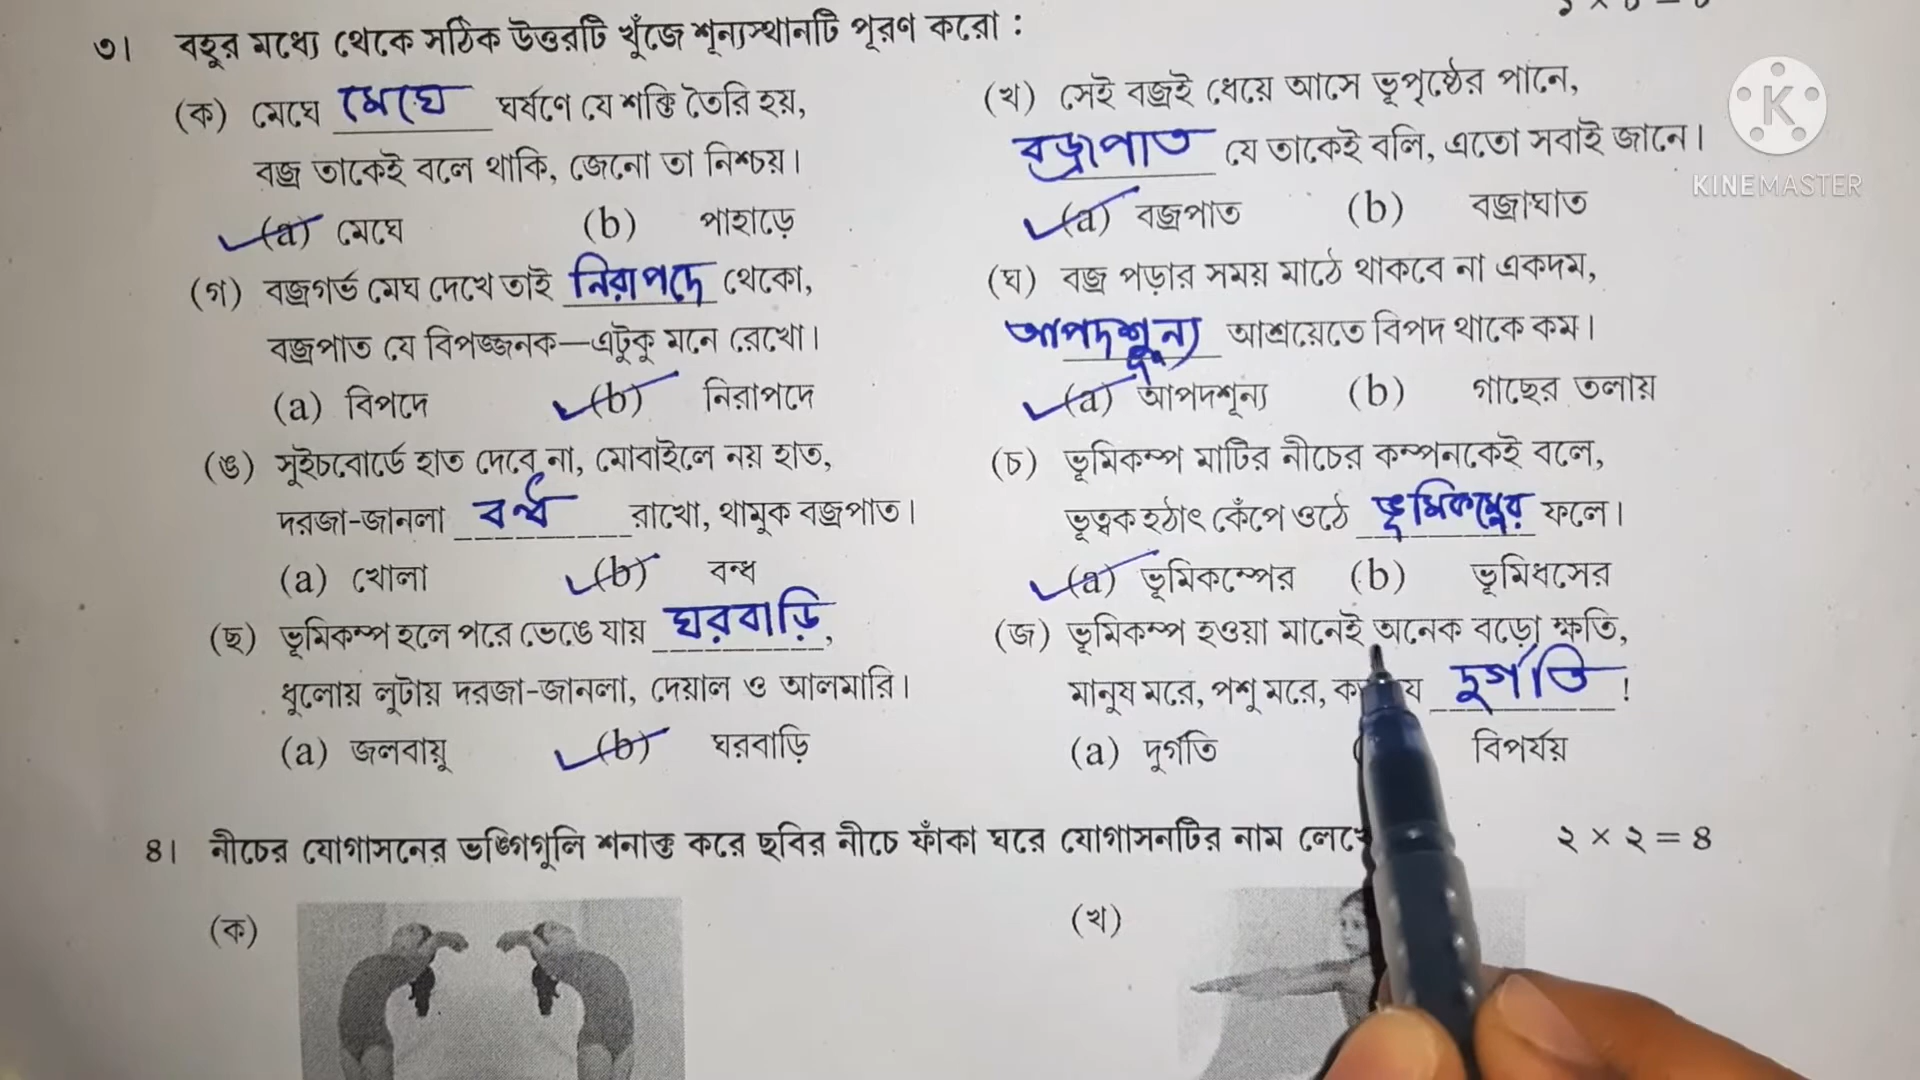 ৩। বহুর মধ্যে থেকে সঠিক উত্তরটি খুঁজে শূন্যস্থানটি পূরণ করো :
(ক) মেঘে মেঘে ঘর্ষণে যে শক্তি তৈরি হয়,
বজ্র তাকেই বলে থাকি, জেনো তা নিশ্চয়।
(a) মেঘে (b) পাহাড়ে
(খ) সেই বজ্রই ধেয়ে আসে ভূপৃষ্ঠের পানে,
বজ্রপাত যে তাকেই বলি, এতো সবাই জানে।
(a) বজ্রপাত (b) বজ্রাঘাত
KINEMASTER
(গ) বজ্রগর্ভ মেঘ দেখে তাই নিরাপদে থেকো,
বজ্রপাত যে বিপজ্জনক—এটুকু মনে রেখো।
(a) বিপদে (b) নিরাপদে
(ঘ) বজ্র পড়ার সময় মাঠে থাকবে না একদম,
আপদশূন্য আশ্রয়েতে বিপদ থাকে কম।
(a) আপদশূন্য (b) গাছের তলায়
(ঙ) সুইচবোর্ডে হাত দেবে না, মোবাইলে নয় হাত,
দরজা-জানলা বন্ধ রাখো, থামুক বজ্রপাত।
(a) খোলা (b) বন্ধ
(চ) ভূমিকম্প মাটির নীচের কম্পনকেই বলে,
ভূত্বক হঠাৎ কেঁপে ওঠে ভূমিকম্পের ফলে।
(a) ভূমিকম্পের (b) ভূমিধসের
(ছ) ভূমিকম্প হলে পরে ভেঙে যায় ঘরবাড়ি,
ধুলোয় লুটায় দরজা-জানলা, দেয়াল ও আলমারি।
(a) জলবায়ু (b) ঘরবাড়ি
(জ) ভূমিকম্প হওয়া মানেই অনেক বড়ো ক্ষতি,
মানুষ মরে, পশু মরে, দুর্গতি !
(a) দুর্গতি বিপর্যয়
৪। নীচের যোগাসনের ভঙ্গিগুলি শনাক্ত করে ছবির নীচে ফাঁকা ঘরে যোগাসনটির নাম ২ × ২ = ৪
(ক) (খ)